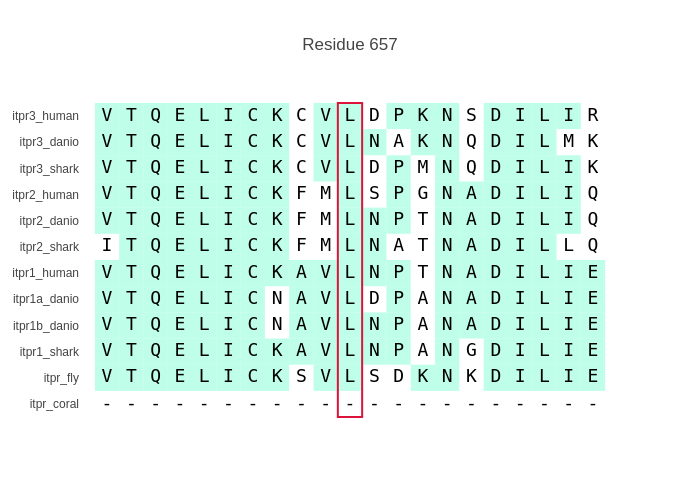 Residue 657
itpr3_human V T Q E L I C K C V L D P K N S D I L I R
itpr3_danio V T Q E L I C K C V L N A K N Q D I L M K
itpr3_shark V T Q E L I C K C V L D P M N Q D I L I K
itpr2_human V T Q E L I C K F M L S P G N A D I L I Q
itpr2_danio V T Q E L I C K F M L N P T N A D I L I Q
itpr2_shark I T Q E L I C K F M L N A T N A D I L L Q
itpr1_human V T Q E L I C K A V L N P T N A D I L I E
itpr1a_danio V T Q E L I C N A V L D P A N A D I L I E
itpr1b_danio V T Q E L I C N A V L N P A N A D I L I E
itpr1_shark V T Q E L I C K A V L N P A N G D I L I E
itpr_fly V T Q E L I C K S V L S D K N K D I L I E
itpr_coral - - - - - - - - - - - - - - - - - - - - -